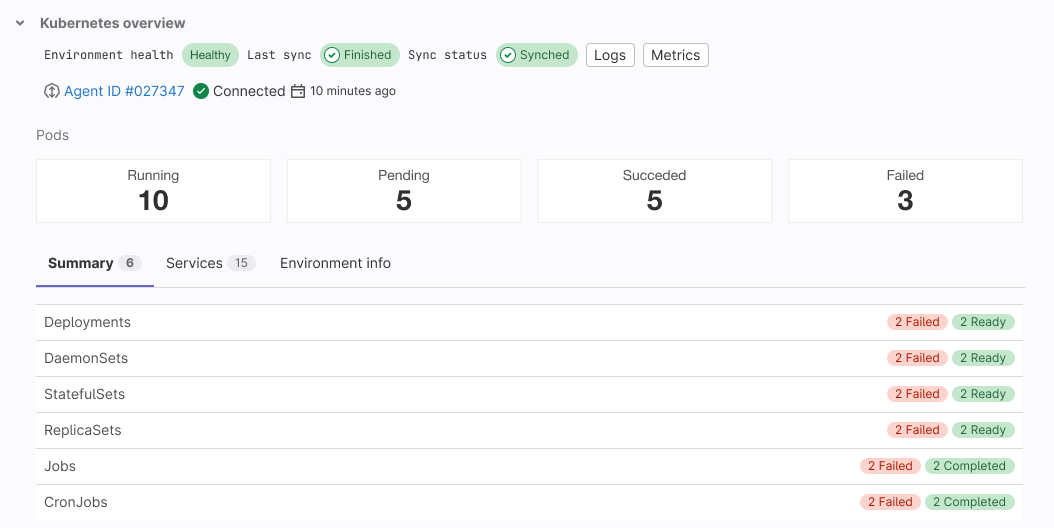 Kubernetes overview
Environment health Healthy Last sync Finished Sync status Synched Logs Metrics
Agent ID #027347 Connected 10 minutes ago
Pods
Running Pending Succeded Failed
10 5 5 3
Summary 6 Services 15 Environment info
Deployments 2 Failed 2 Ready
DaemonSets 2 Failed 2 Ready
StatefulSets 2 Failed 2 Ready
ReplicaSets 2 Failed 2 Ready
Jobs 2 Failed 2 Completed
CronJobs 2 Failed 2 Completed